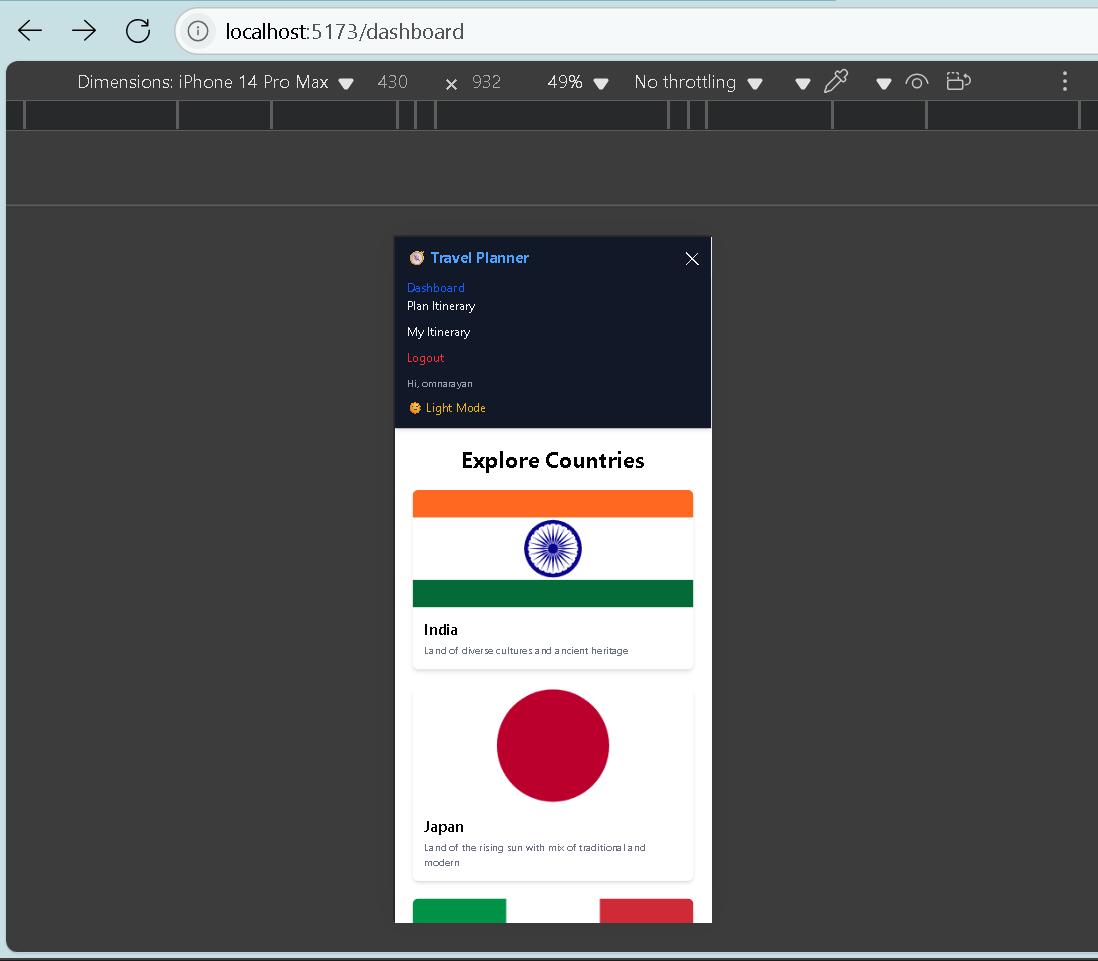 localhost:5173/dashboard
Dimensions: iPhone 14 Pro Max 430 × 932 49% No throttling
Travel Planner
Dashboard
Plan Itinerary
My Itinerary
Logout
Hi, omnarayan
Light Mode
Explore Countries
India
Land of diverse cultures and ancient heritage
Japan
Land of the rising sun with mix of traditional and
modern